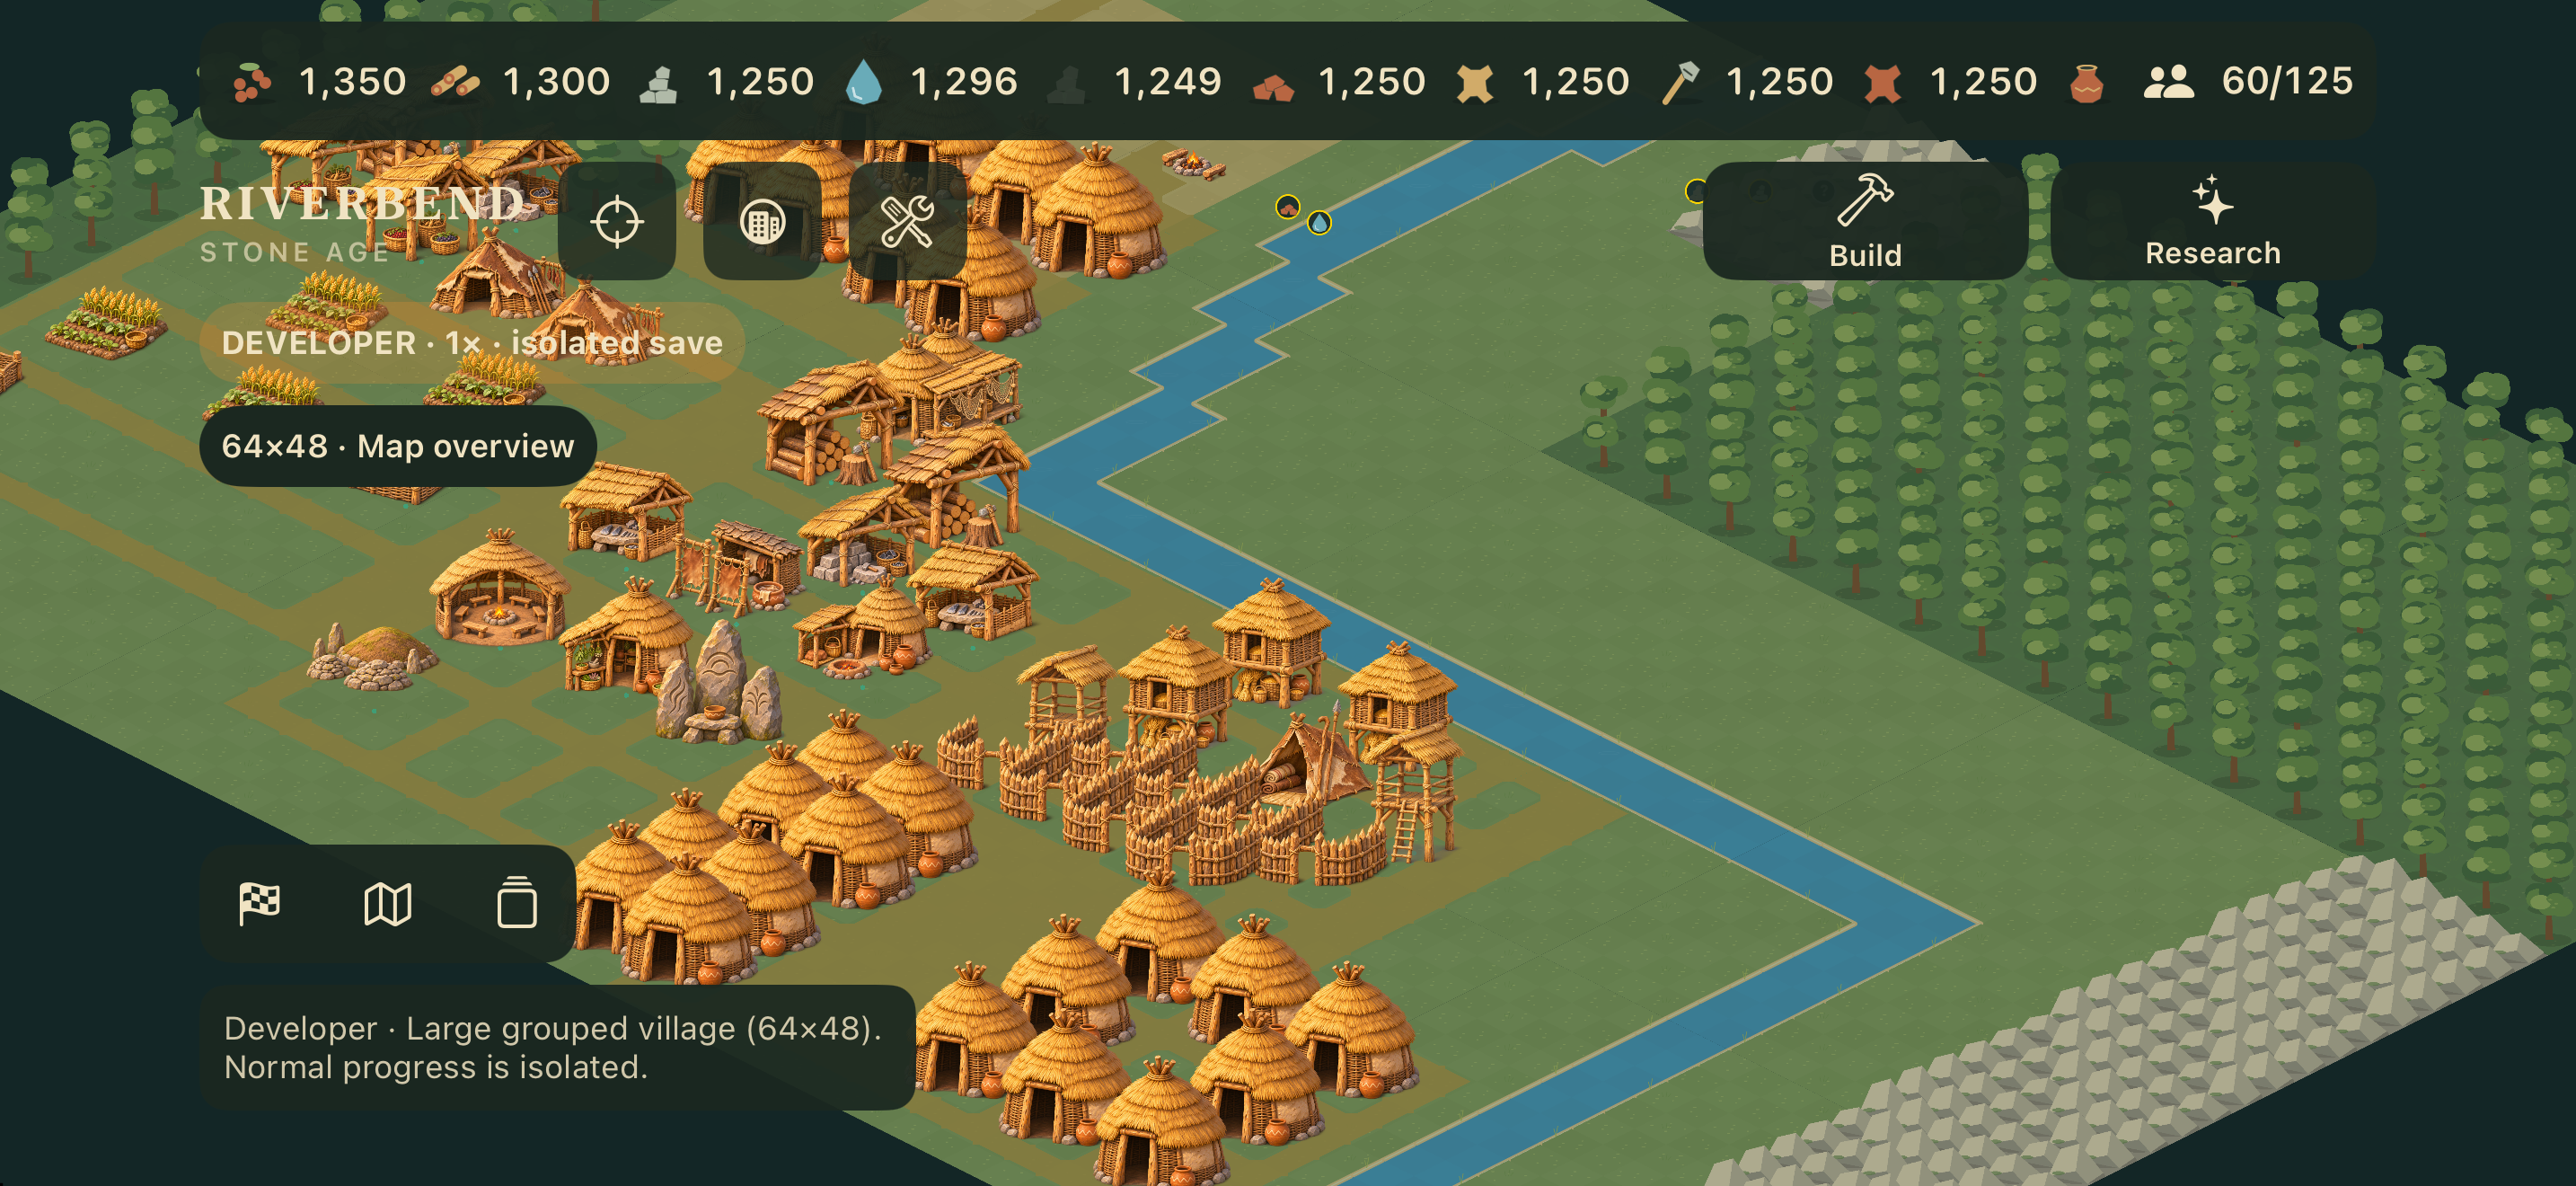 1,350 1,300 1,250 1,296 1,249 1,250 1,250 1,250 1,250 60/125
RIVERBEND
STONE AGE
Build
Research
DEVELOPER · 1× · isolated save
64×48 · Map overview
Developer · Large grouped village (64×48).
Normal progress is isolated.